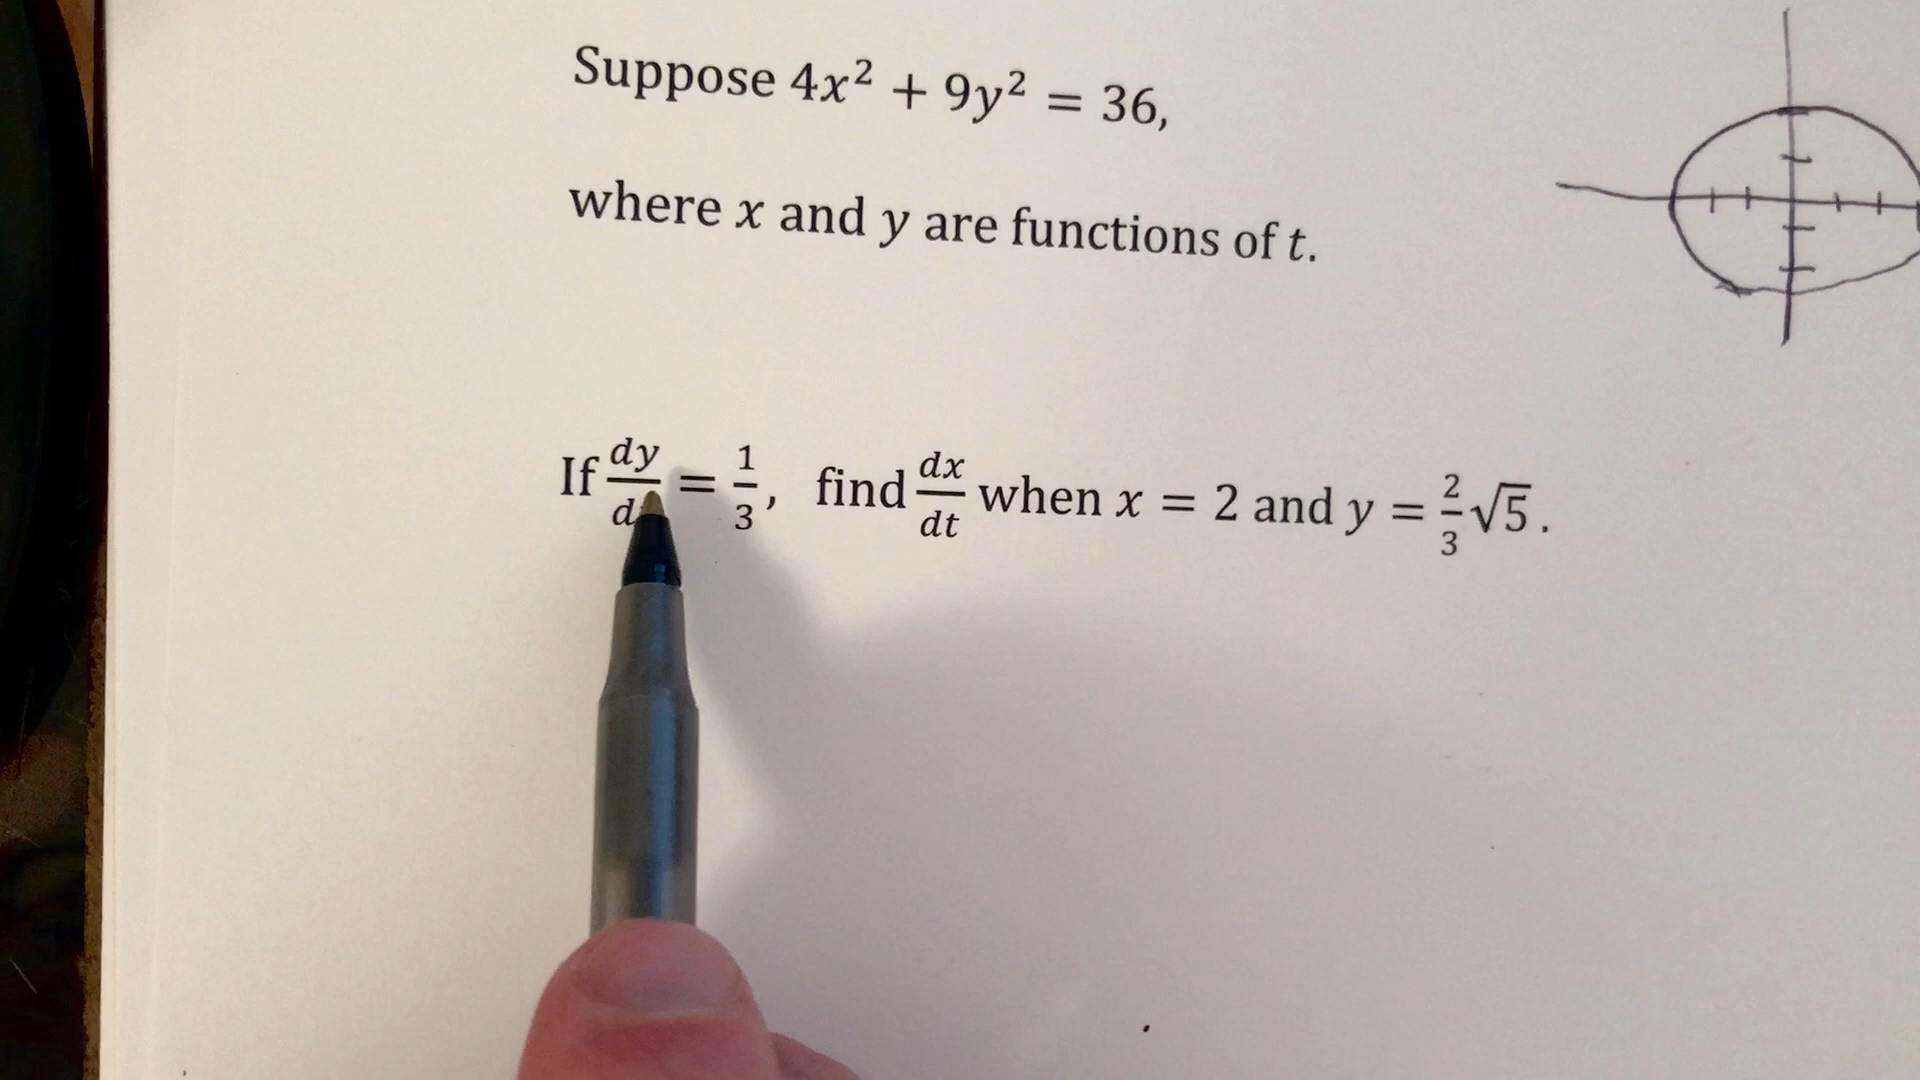 Suppose 4x² + 9y² = 36,
where x and y are functions of t.
If dy/d = 1/3, find dx/dt when x = 2 and y = 2/3 √5.